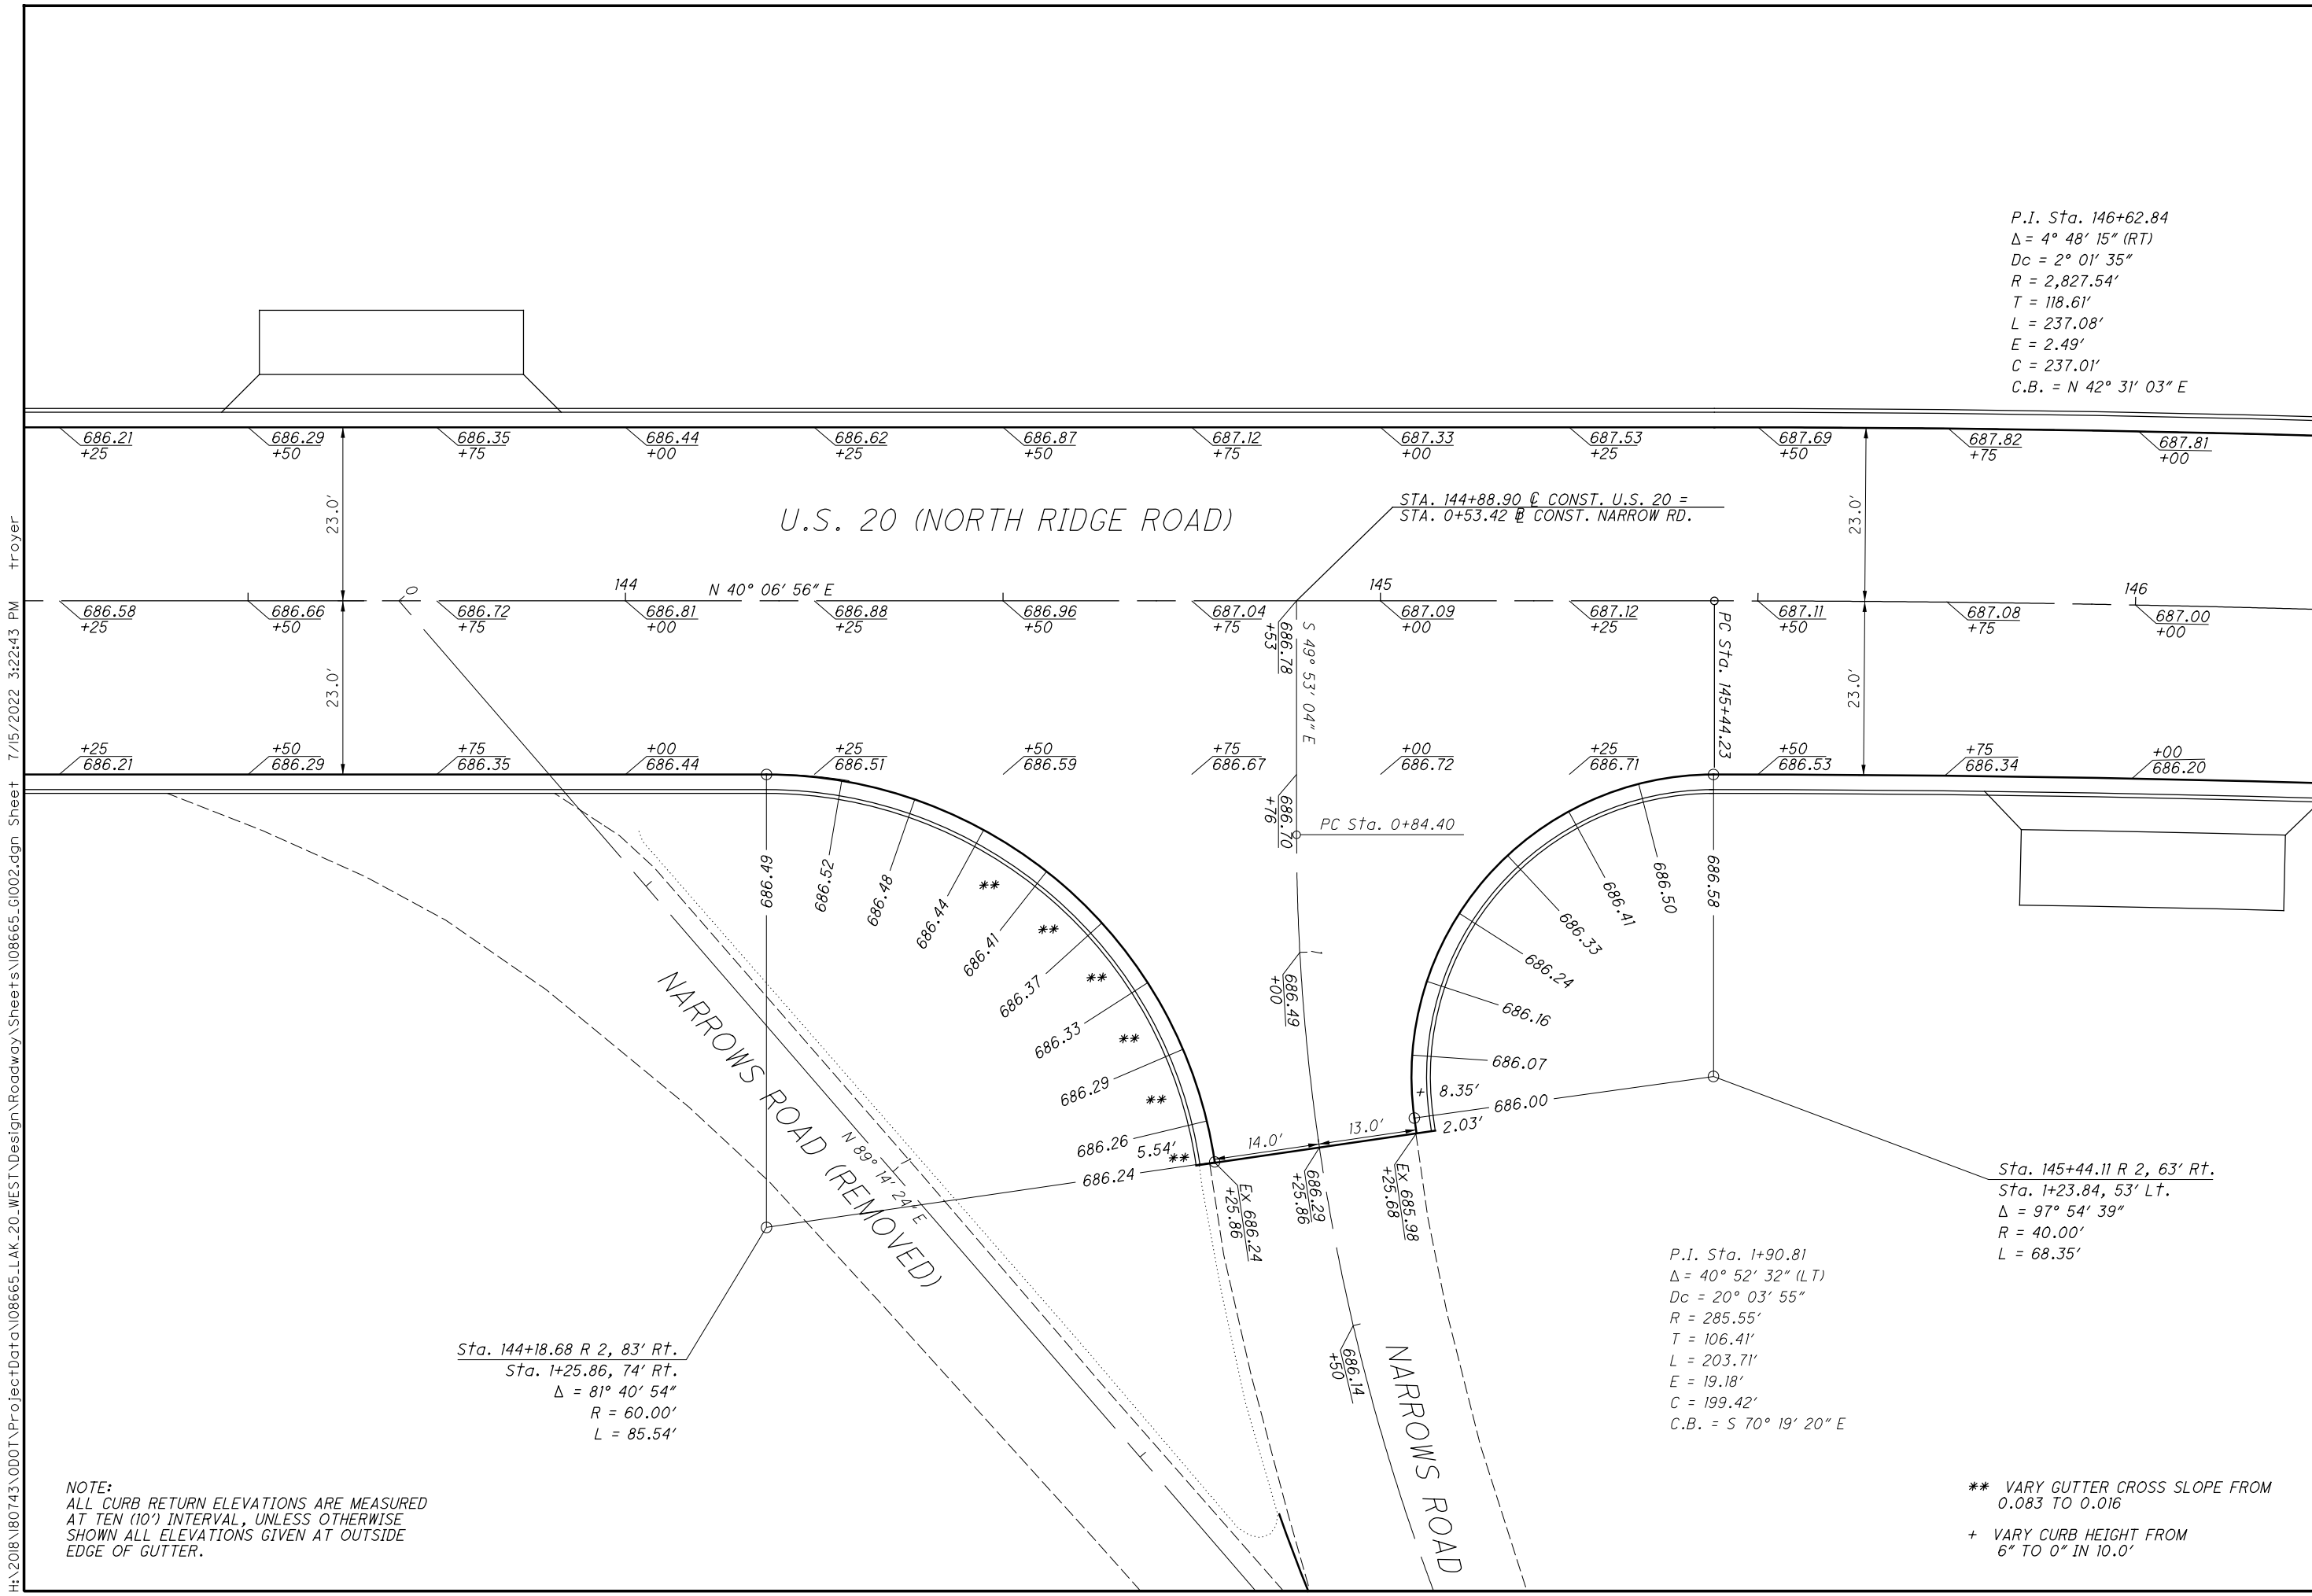 P.I. Sta. 146+62.84
Δ = 4° 48' 15" (RT)
Dc = 2° 01' 35"
R = 2,827.54'
T = 118.61'
L = 237.08'
E = 2.49'
C = 237.01'
C.B. = N 42° 31' 03" E
686.21 686.29 686.35 686.44 686.62 686.87 687.12 687.33 687.53 687.69 687.82 687.81
+25 +50 +75 +00 +25 +50 +75 +00 +25 +50 +75 +00
23.0'
23.0'
U.S. 20 (NORTH RIDGE ROAD)
STA. 144+88.90 ℄ CONST. U.S. 20 =
STA. 0+53.42 B͟L CONST. NARROW RD.
0
144
N 40° 06' 56" E
145
146
686.58 686.66 686.72 686.81 686.88 686.96 687.04 687.09 687.12 687.11 687.08 687.00
+25 +50 +75 +00 +25 +50 +75 +00 +25 +50 +75 +00
686.78
+53
S 49° 53' 04" E
PC Sta. 145+44.23
23.0'
23.0'
+25 +50 +75 +00 +25 +50 +75 +00 +25 +50 +75 +00
686.21 686.29 686.35 686.44 686.51 686.59 686.67 686.72 686.71 686.53 686.34 686.20
686.70
+76
PC Sta. 0+84.40
686.49
686.52
686.48
686.44
**
686.41
**
686.37
**
686.33
**
686.29
**
686.26
5.54'
**
686.24
1
686.49
+00
686.58
686.50
686.41
686.33
686.24
686.16
686.07
+ 8.35'
686.00
2.03'
14.0'
13.0'
Ex 686.24
+25.86
686.29
+25.86
Ex 685.98
+25.68
686.14
+50
NARROWS ROAD (REMOVED)
N 89° 14' 24" E
NARROWS ROAD
Sta. 145+44.11 R 2, 63' Rt.
Sta. 1+23.84, 53' Lt.
Δ = 97° 54' 39"
R = 40.00'
L = 68.35'
P.I. Sta. 1+90.81
Δ = 40° 52' 32" (LT)
Dc = 20° 03' 55"
R = 285.55'
T = 106.41'
L = 203.71'
E = 19.18'
C = 199.42'
C.B. = S 70° 19' 20" E
Sta. 144+18.68 R 2, 83' Rt.
Sta. 1+25.86, 74' Rt.
Δ = 81° 40' 54"
R = 60.00'
L = 85.54'
NOTE:
ALL CURB RETURN ELEVATIONS ARE MEASURED
AT TEN (10') INTERVAL, UNLESS OTHERWISE
SHOWN ALL ELEVATIONS GIVEN AT OUTSIDE
EDGE OF GUTTER.
** VARY GUTTER CROSS SLOPE FROM
0.083 TO 0.016
+ VARY CURB HEIGHT FROM
6" TO 0" IN 10.0'
H:\2018\180743\ODOT\ProjectData\108665_LAK_20_WEST\Design\Roadway\Sheets\108665_GI002.dgn Sheet 7/15/2022 3:22:43 PM troyer